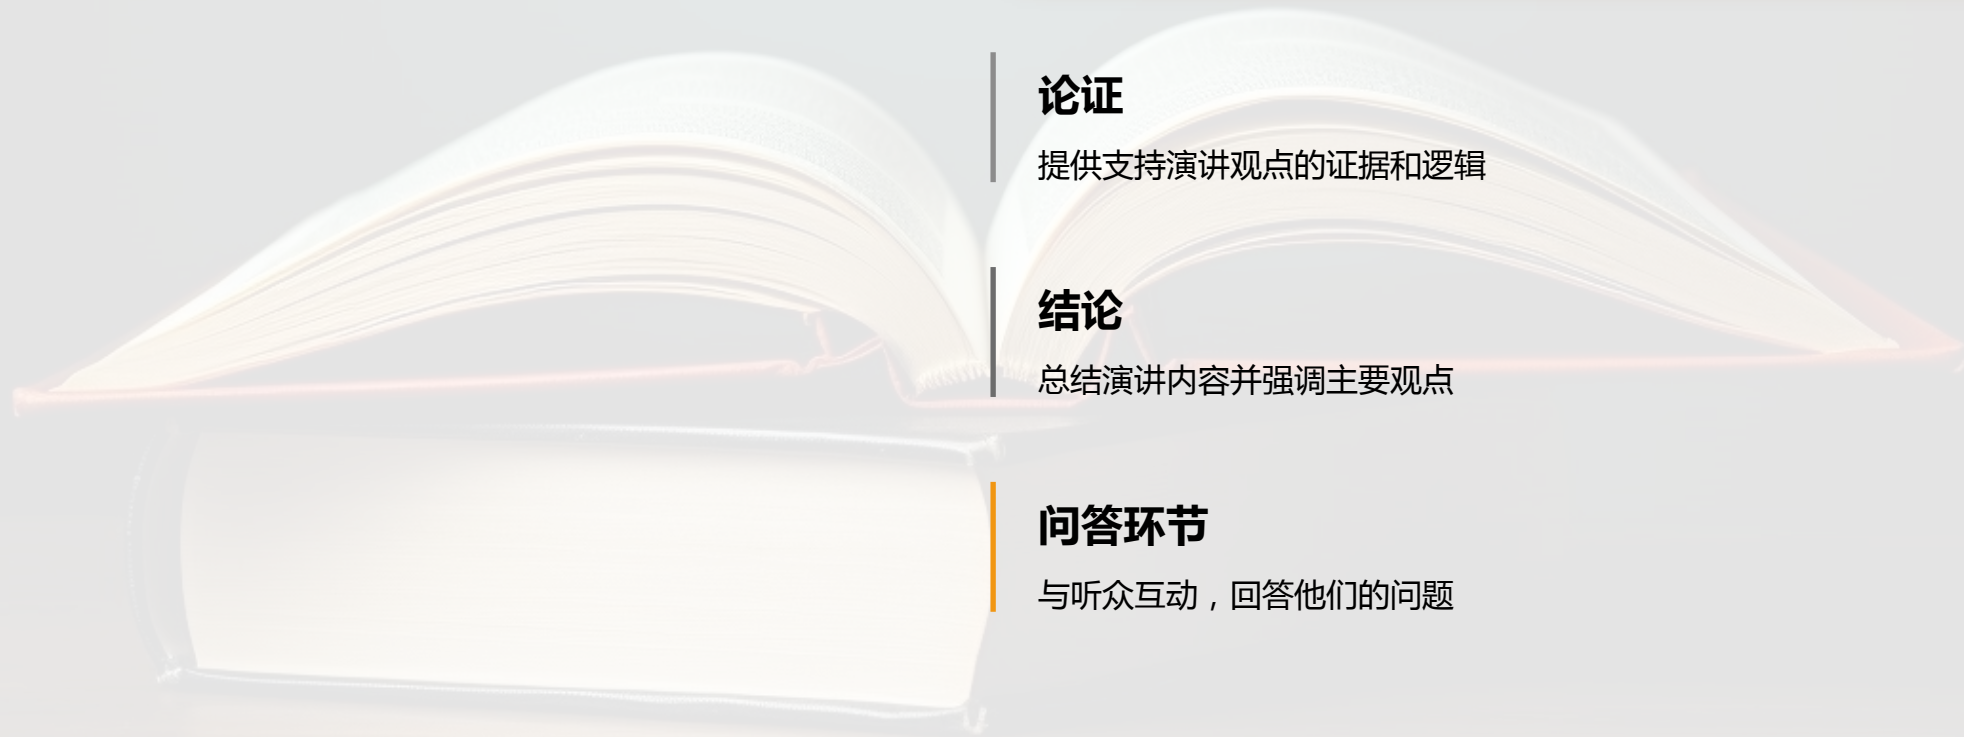 论证
提供支持演讲观点的证据和逻辑
结论
总结演讲内容并强调主要观点
问答环节
与听众互动，回答他们的问题